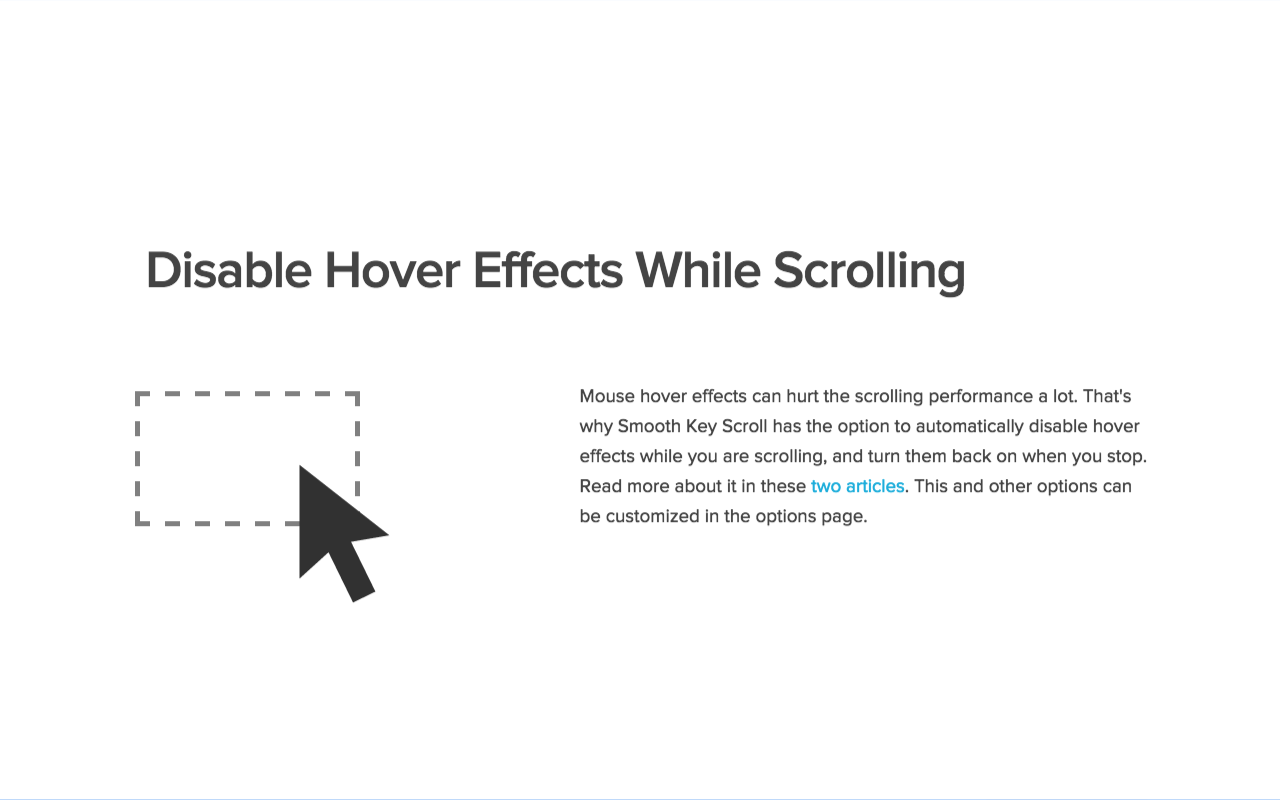 Disable Hover Effects While Scrolling
Mouse hover effects can hurt the scrolling performance a lot. That's
why Smooth Key Scroll has the option to automatically disable hover
effects while you are scrolling, and turn them back on when you stop.
Read more about it in these two articles. This and other options can
be customized in the options page.